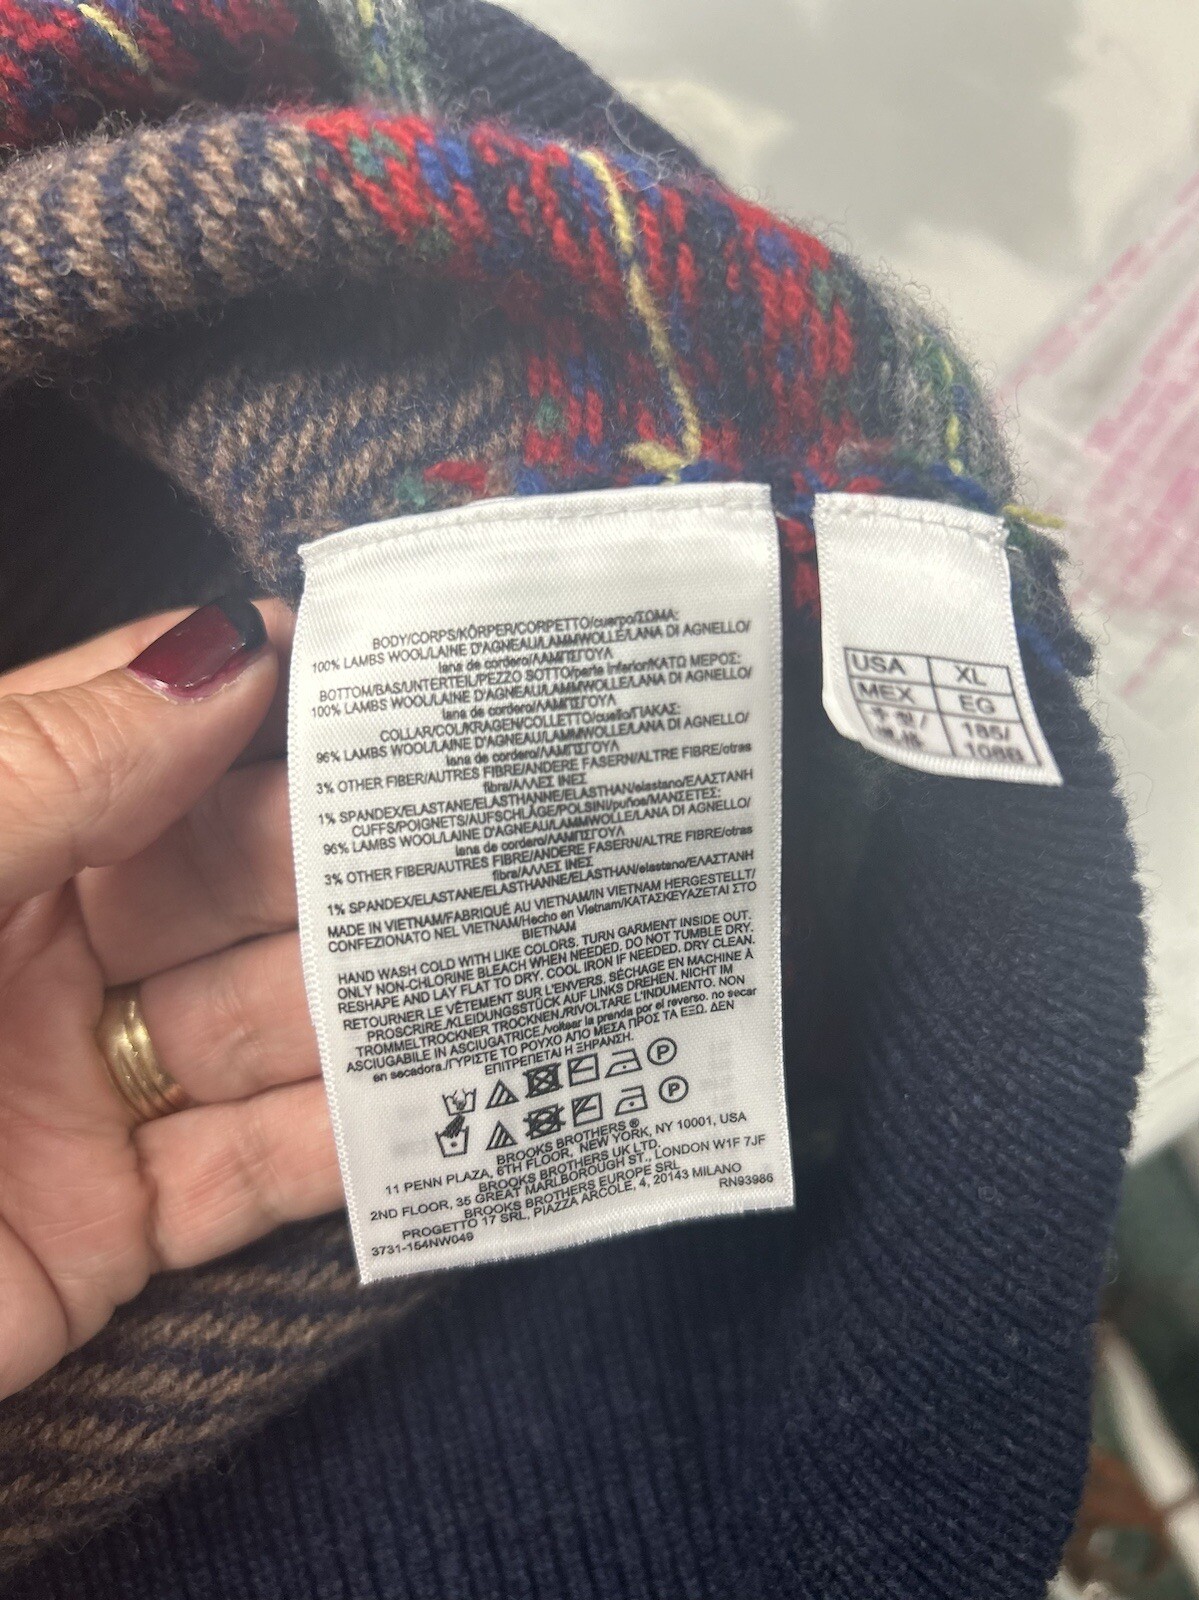 BODY/CORPS/KÖRPER/CORPETTO/cuerpo/ΣΩΜΑ:
100% LAMBS WOOL/LAINE D'AGNEAU/LAMMWOLLE/LANA DI AGNELLO/
lana de cordero/ΛΑΜΠΣΓΟΥΛ
BOTTOM/BAS/UNTERTEIL/PEZZO SOTTO/parte inferior/ΚΑΤΩ ΜΕΡΟΣ:
100% LAMBS WOOL/LAINE D'AGNEAU/LAMMWOLLE/LANA DI AGNELLO/
lana de cordero/ΛΑΜΠΣΓΟΥΛ
COLLAR/COL/KRAGEN/COLLETTO/cuello/ΓΙΑΚΑΣ:
96% LAMBS WOOL/LAINE D'AGNEAU/LAMMWOLLE/LANA DI AGNELLO/
lana de cordero/ΛΑΜΠΣΓΟΥΛ
3% OTHER FIBER/AUTRES FIBRE/ANDERE FASERN/ALTRE FIBRE/otras
fibra/ΑΛΛΕΣ ΙΝΕΣ
1% SPANDEX/ELASTANE/ELASTHANNE/ELASTHAN/elastano/ΕΛΑΣΤΑΝΗ
CUFFS/POIGNETS/AUFSCHLÄGE/POLSINI/puños/ΜΑΝΣΕΤΕΣ:
96% LAMBS WOOL/LAINE D'AGNEAU/LAMMWOLLE/LANA DI AGNELLO/
lana de cordero/ΛΑΜΠΣΓΟΥΛ
3% OTHER FIBER/AUTRES FIBRE/ANDERE FASERN/ALTRE FIBRE/otras
fibra/ΑΛΛΕΣ ΙΝΕΣ
1% SPANDEX/ELASTANE/ELASTHANNE/ELASTHAN/elastano/ΕΛΑΣΤΑΝΗ
MADE IN VIETNAM/FABRIQUÉ AU VIETNAM/IN VIETNAM HERGESTELLT/
CONFEZIONATO NEL VIETNAM/Hecho en Vietnam/ΚΑΤΑΣΚΕΥΑΖΕΤΑΙ ΣΤΟ
ΒΙΕΤΝΑΜ
HAND WASH COLD WITH LIKE COLORS. TURN GARMENT INSIDE OUT.
ONLY NON-CHLORINE BLEACH WHEN NEEDED. DO NOT TUMBLE DRY.
RESHAPE AND LAY FLAT TO DRY. COOL IRON IF NEEDED. DRY CLEAN.
RETOURNER LE VÊTEMENT SUR L'ENVERS. SÉCHAGE EN MACHINE À
PROSCRIRE./KLEIDUNGSSTÜCK AUF LINKS DREHEN. NICHT IM
TROMMELTROCKNER TROCKNEN./RIVOLTARE L'INDUMENTO. NON
ASCIUGABILE IN ASCIUGATRICE./voltear la prenda por el reverso. no secar
en secadora./ΓΥΡΙΣΤΕ ΤΟ ΡΟΥΧΟ ΑΠΟ ΜΕΣΑ ΠΡΟΣ ΤΑ ΕΞΩ. ΔΕΝ
ΕΠΙΤΡΕΠΕΤΑΙ Η ΞΗΡΑΝΣΗ.
P
P
BROOKS BROTHERS ®
11 PENN PLAZA, 6TH FLOOR, NEW YORK, NY 10001, USA
BROOKS BROTHERS UK LTD.
2ND FLOOR, 35 GREAT MARLBOROUGH ST., LONDON W1F 7JF
BROOKS BROTHERS EUROPE SRL
PROGETTO 17 SRL, PIAZZA ARCOLE, 4, 20143 MILANO
RN93986
3731-154NW049
USA XL
MEX EG
185/
108B